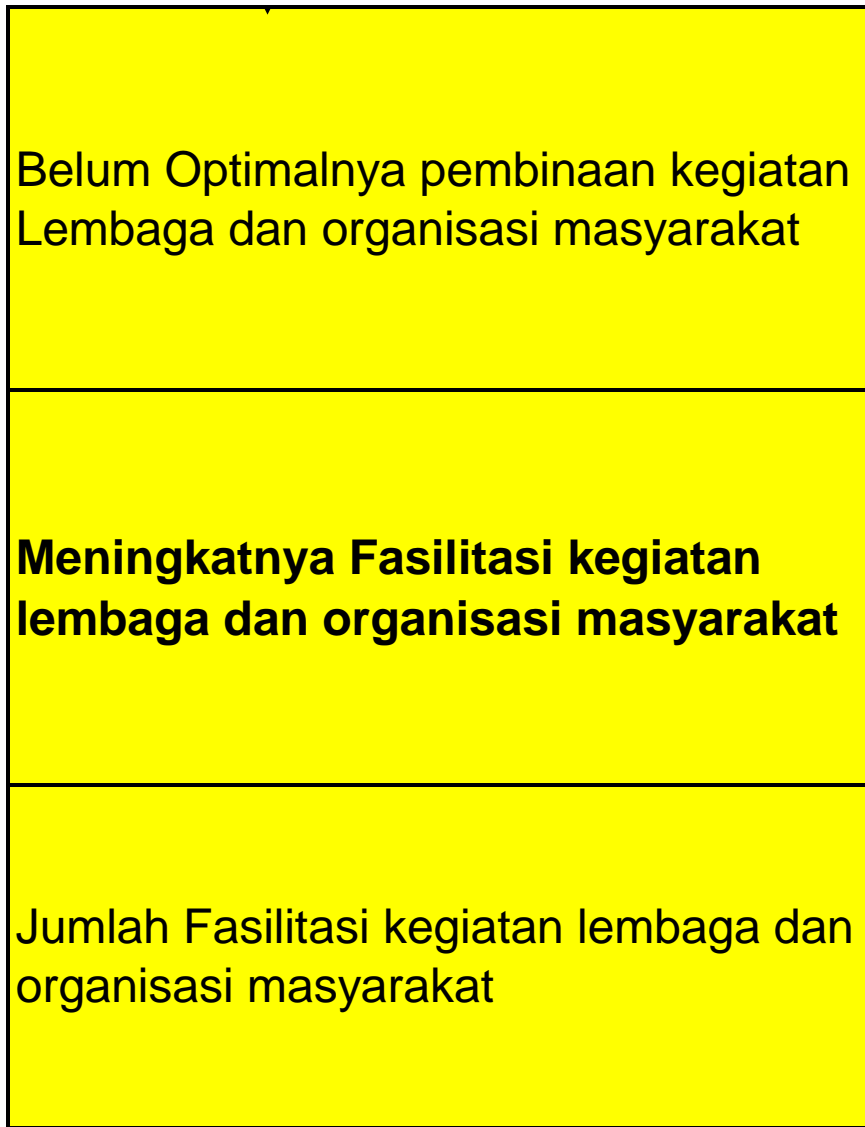 Belum Optimalnya pembinaan kegiatan
Lembaga dan organisasi masyarakat
Meningkatnya Fasilitasi kegiatan
lembaga dan organisasi masyarakat
Jumlah Fasilitasi kegiatan lembaga dan
organisasi masyarakat